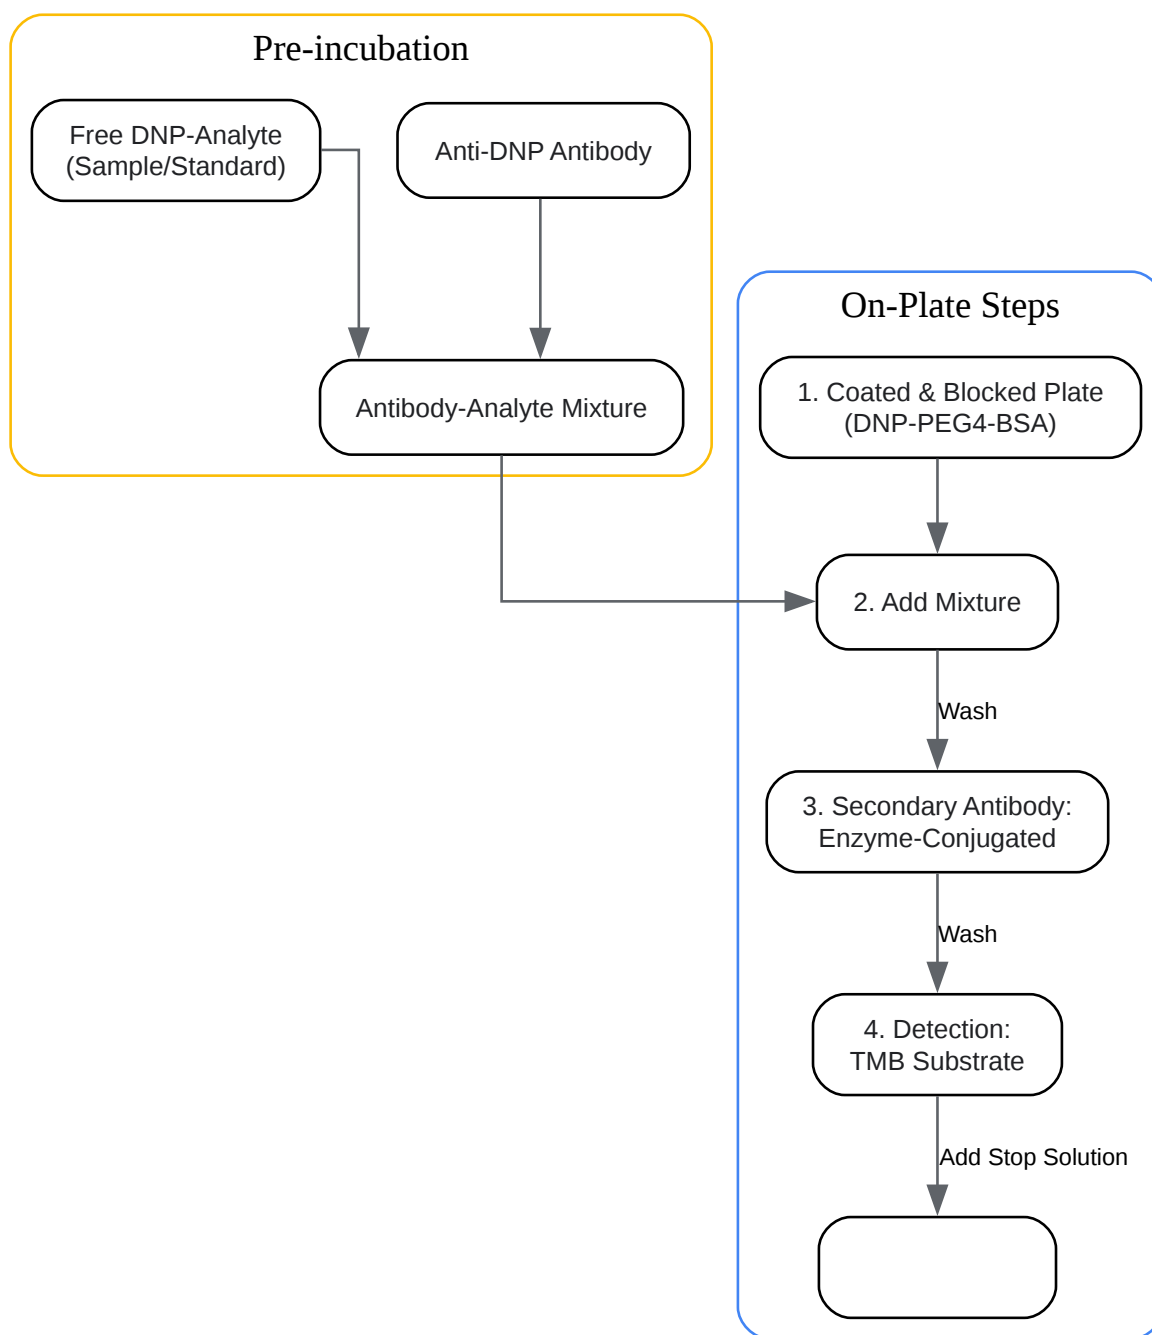 Pre-incubation
Free DNP-Analyte
(Sample/Standard)
Anti-DNP Antibody
Antibody-Analyte Mixture
On-Plate Steps
1. Coated & Blocked Plate
(DNP-PEG4-BSA)
2. Add Mixture
Wash
3. Secondary Antibody:
Enzyme-Conjugated
Wash
4. Detection:
TMB Substrate
Add Stop Solution